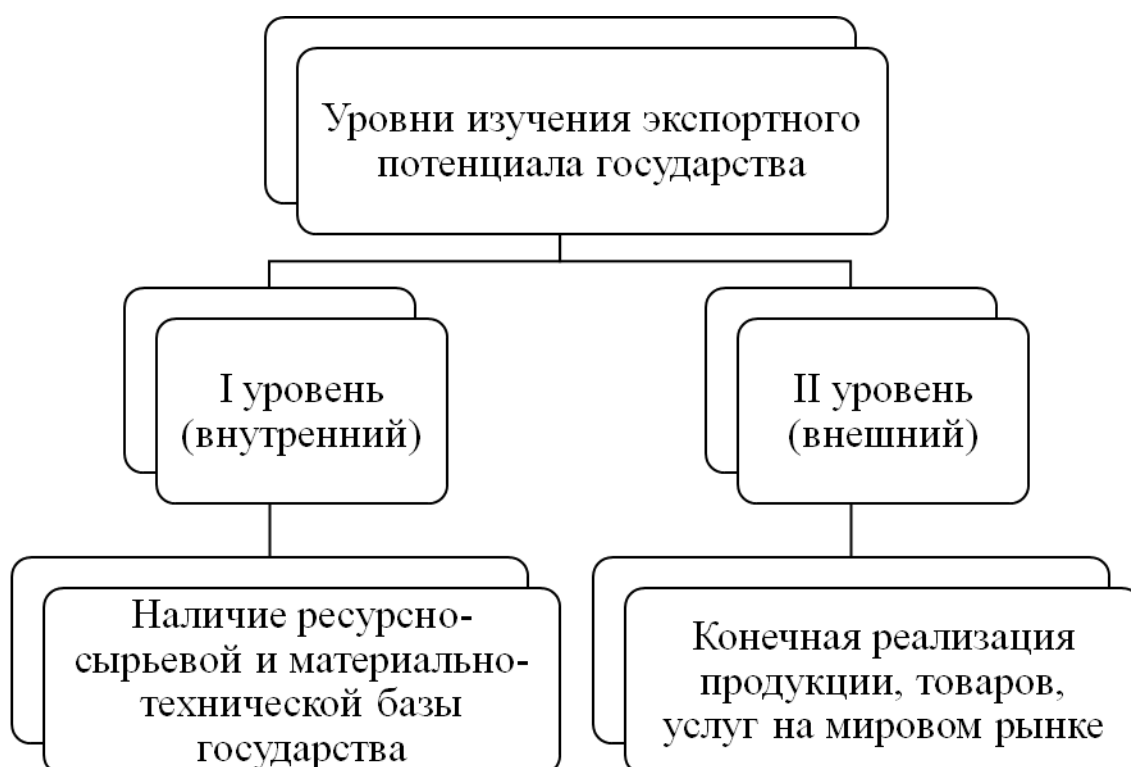 Уровни изучения экспортного
потенциала государства
I уровень
(внутренний)
II уровень
(внешний)
Наличие ресурсно-
сырьевой и материально-
технической базы
государства
Конечная реализация
продукции, товаров,
услуг на мировом рынке